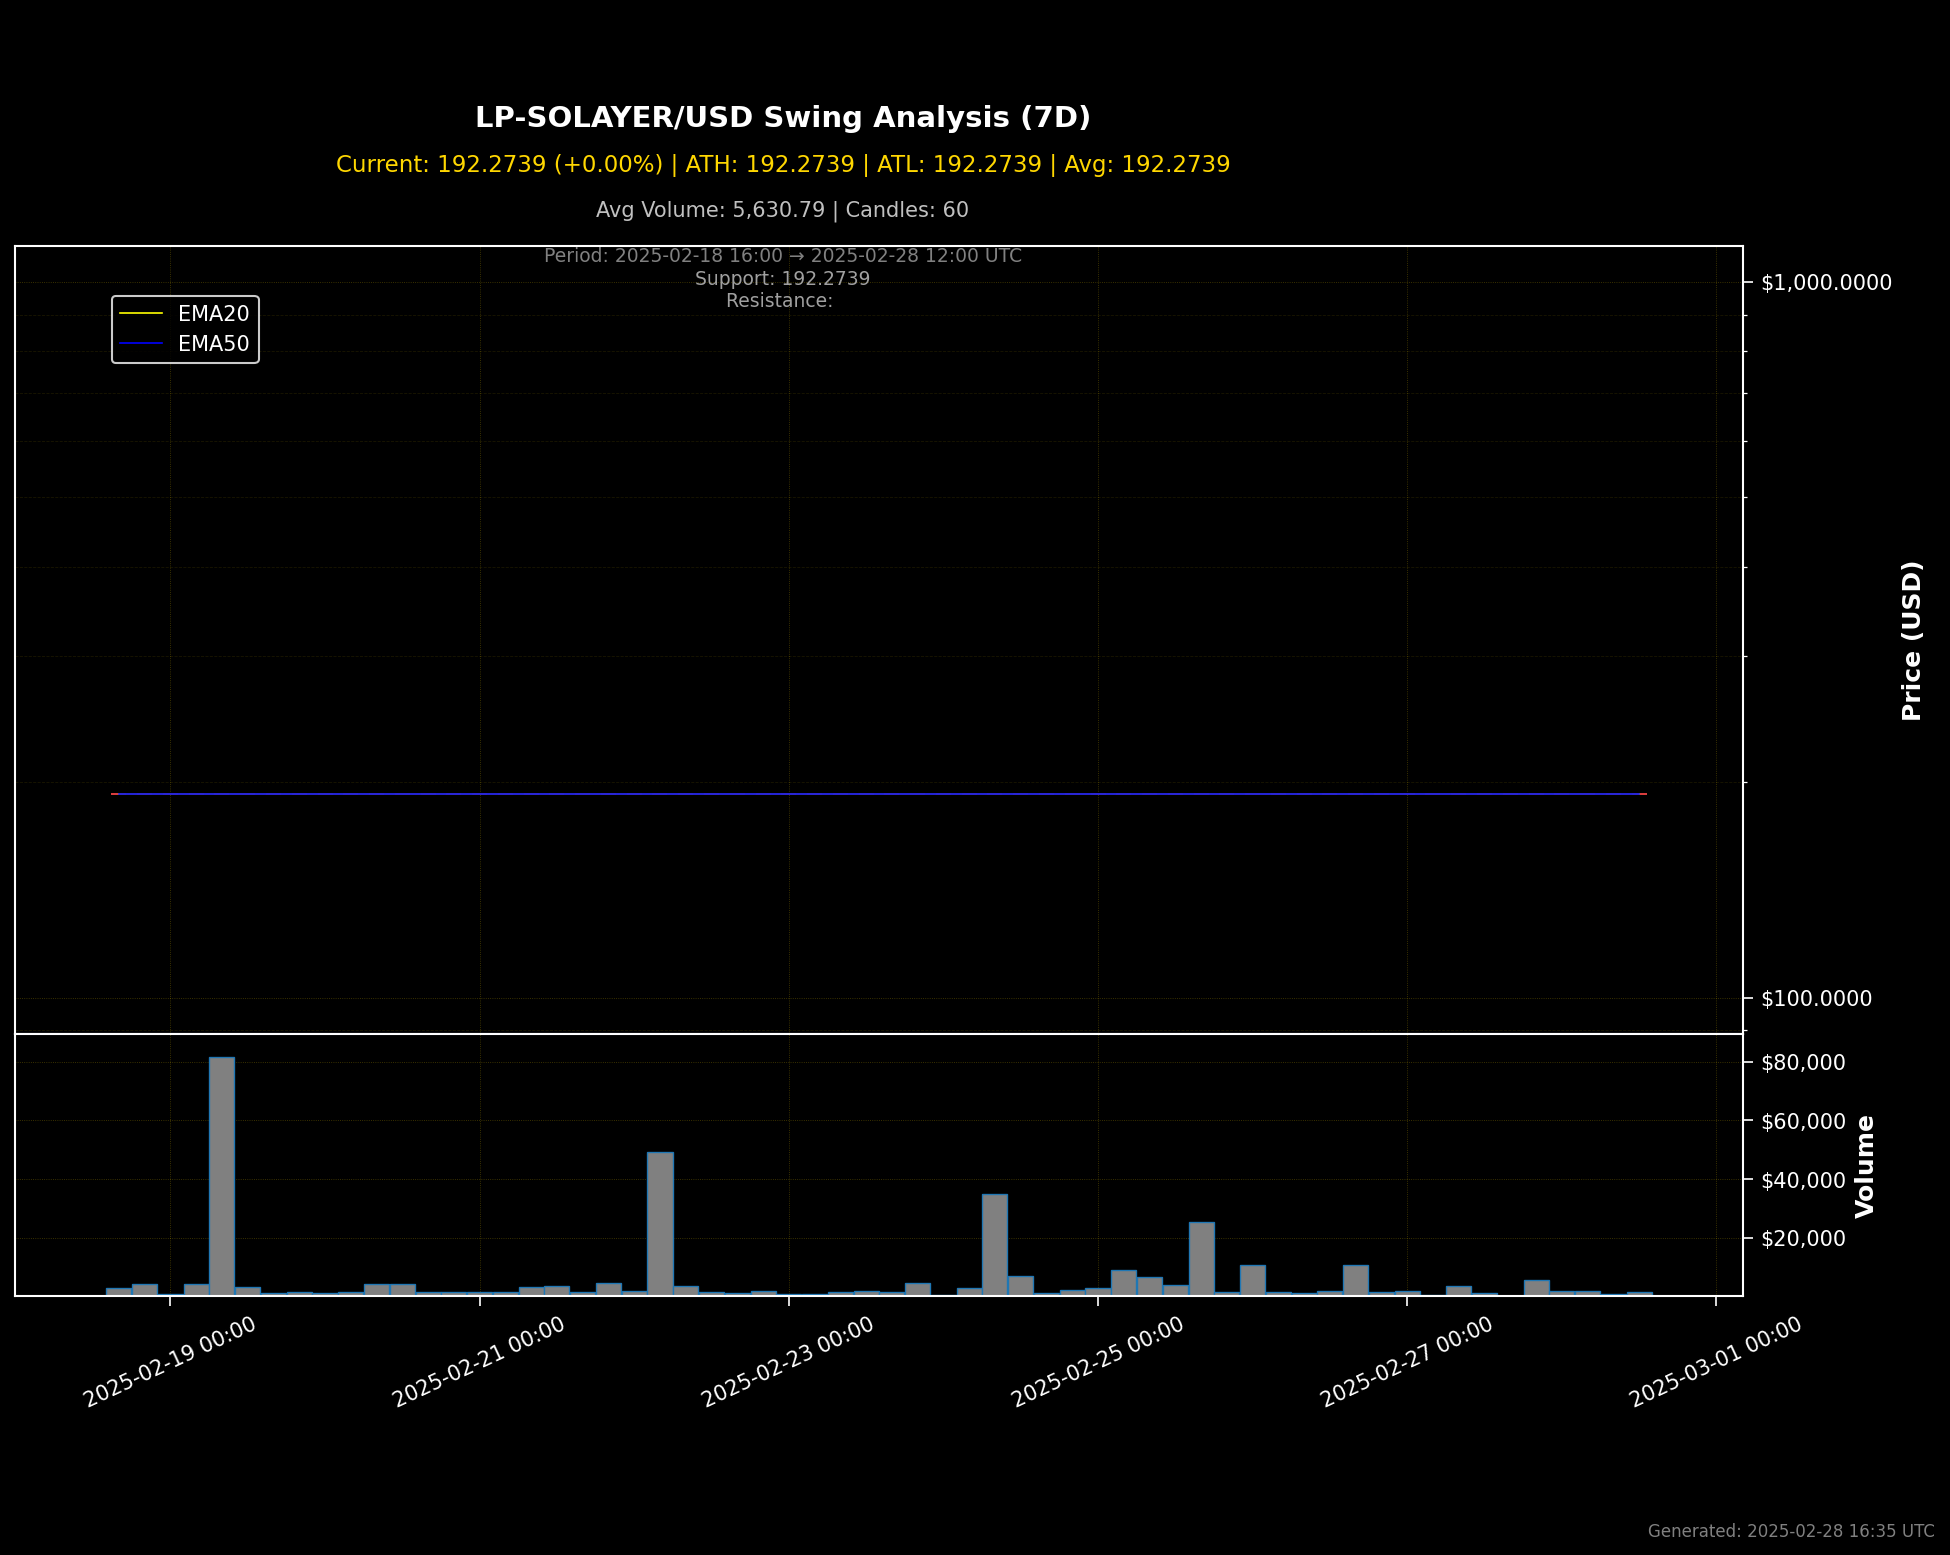 LP-SOLAYER/USD Swing Analysis (7D)
Current: 192.2739 (+0.00%) | ATH: 192.2739 | ATL: 192.2739 | Avg: 192.2739
Avg Volume: 5,630.79 | Candles: 60
Period: 2025-02-18 16:00 → 2025-02-28 12:00 UTC
Support: 192.2739
Resistance:
EMA20
EMA50
$1,000.0000
Price (USD)
$100.0000
$80,000
$60,000
$40,000
$20,000
Volume
2025-02-19 00:00
2025-02-21 00:00
2025-02-23 00:00
2025-02-25 00:00
2025-02-27 00:00
2025-03-01 00:00
Generated: 2025-02-28 16:35 UTC